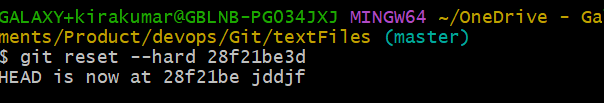 GALAXY+kirakumar@GBLNB-PG034JXJ MINGW64 ~/OneDrive - Ga
ments/Product/devops/Git/textFiles (master)
$ git reset --hard 28f21be3d
HEAD is now at 28f21be jddjf